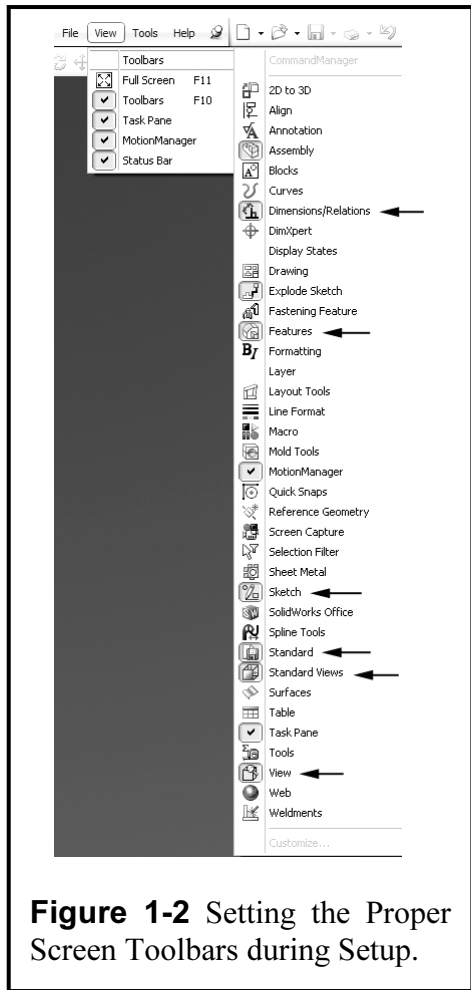 File View Tools Help
Toolbars
Full Screen F11
Toolbars F10
Task Pane
MotionManager
Status Bar
CommandManager
2D to 3D
Align
Annotation
Assembly
Blocks
Curves
Dimensions/Relations
DimXpert
Display States
Drawing
Explode Sketch
Fastening Feature
Features
Formatting
Layer
Layout Tools
Line Format
Macro
Mold Tools
MotionManager
Quick Snaps
Reference Geometry
Screen Capture
Selection Filter
Sheet Metal
Sketch
SolidWorks Office
Spline Tools
Standard
Standard Views
Surfaces
Table
Task Pane
Tools
View
Web
Weldments
Customize...
Figure 1-2 Setting the Proper
Screen Toolbars during Setup.